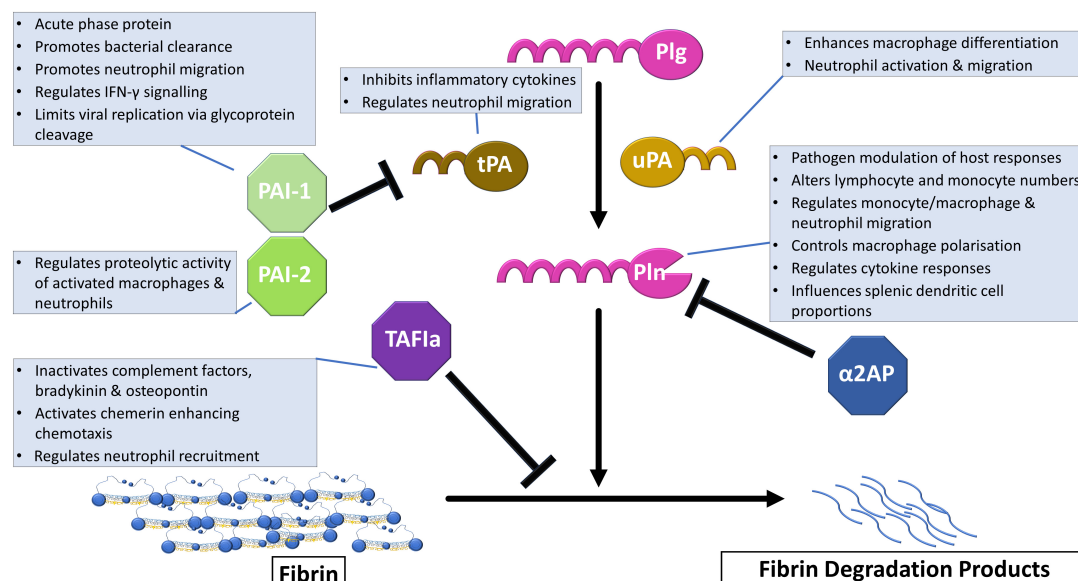 • Acute phase protein
• Promotes bacterial clearance
• Promotes neutrophil migration
• Regulates IFN-γ signalling
• Limits viral replication via glycoprotein
cleavage
• Inhibits inflammatory cytokines
• Regulates neutrophil migration
Plg
• Enhances macrophage differentiation
• Neutrophil activation & migration
tPA
uPA
PAI-1
• Pathogen modulation of host responses
• Alters lymphocyte and monocyte numbers
• Regulates monocyte/macrophage &
neutrophil migration
• Controls macrophage polarisation
• Regulates cytokine responses
• Influences splenic dendritic cell
proportions
• Regulates proteolytic activity
of activated macrophages &
neutrophils
PAI-2
Pln
TAFIa
α2AP
• Inactivates complement factors,
bradykinin & osteopontin
• Activates chemerin enhancing
chemotaxis
• Regulates neutrophil recruitment
Fibrin
Fibrin Degradation Products